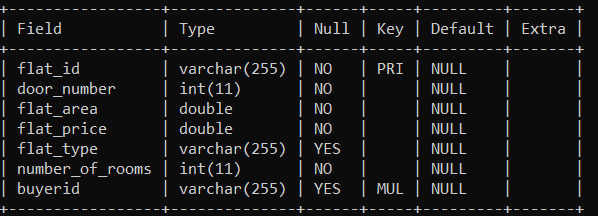 +-----------------+--------------+------+-----+---------+-------+
| Field           | Type         | Null | Key | Default | Extra |
+-----------------+--------------+------+-----+---------+-------+
| flat_id         | varchar(255) | NO   | PRI | NULL    |       |
| door_number     | int(11)      | NO   |     | NULL    |       |
| flat_area       | double       | NO   |     | NULL    |       |
| flat_price      | double       | NO   |     | NULL    |       |
| flat_type       | varchar(255) | YES  |     | NULL    |       |
| number_of_rooms | int(11)      | NO   |     | NULL    |       |
| buyerid         | varchar(255) | YES  | MUL | NULL    |       |
+-----------------+--------------+------+-----+---------+-------+